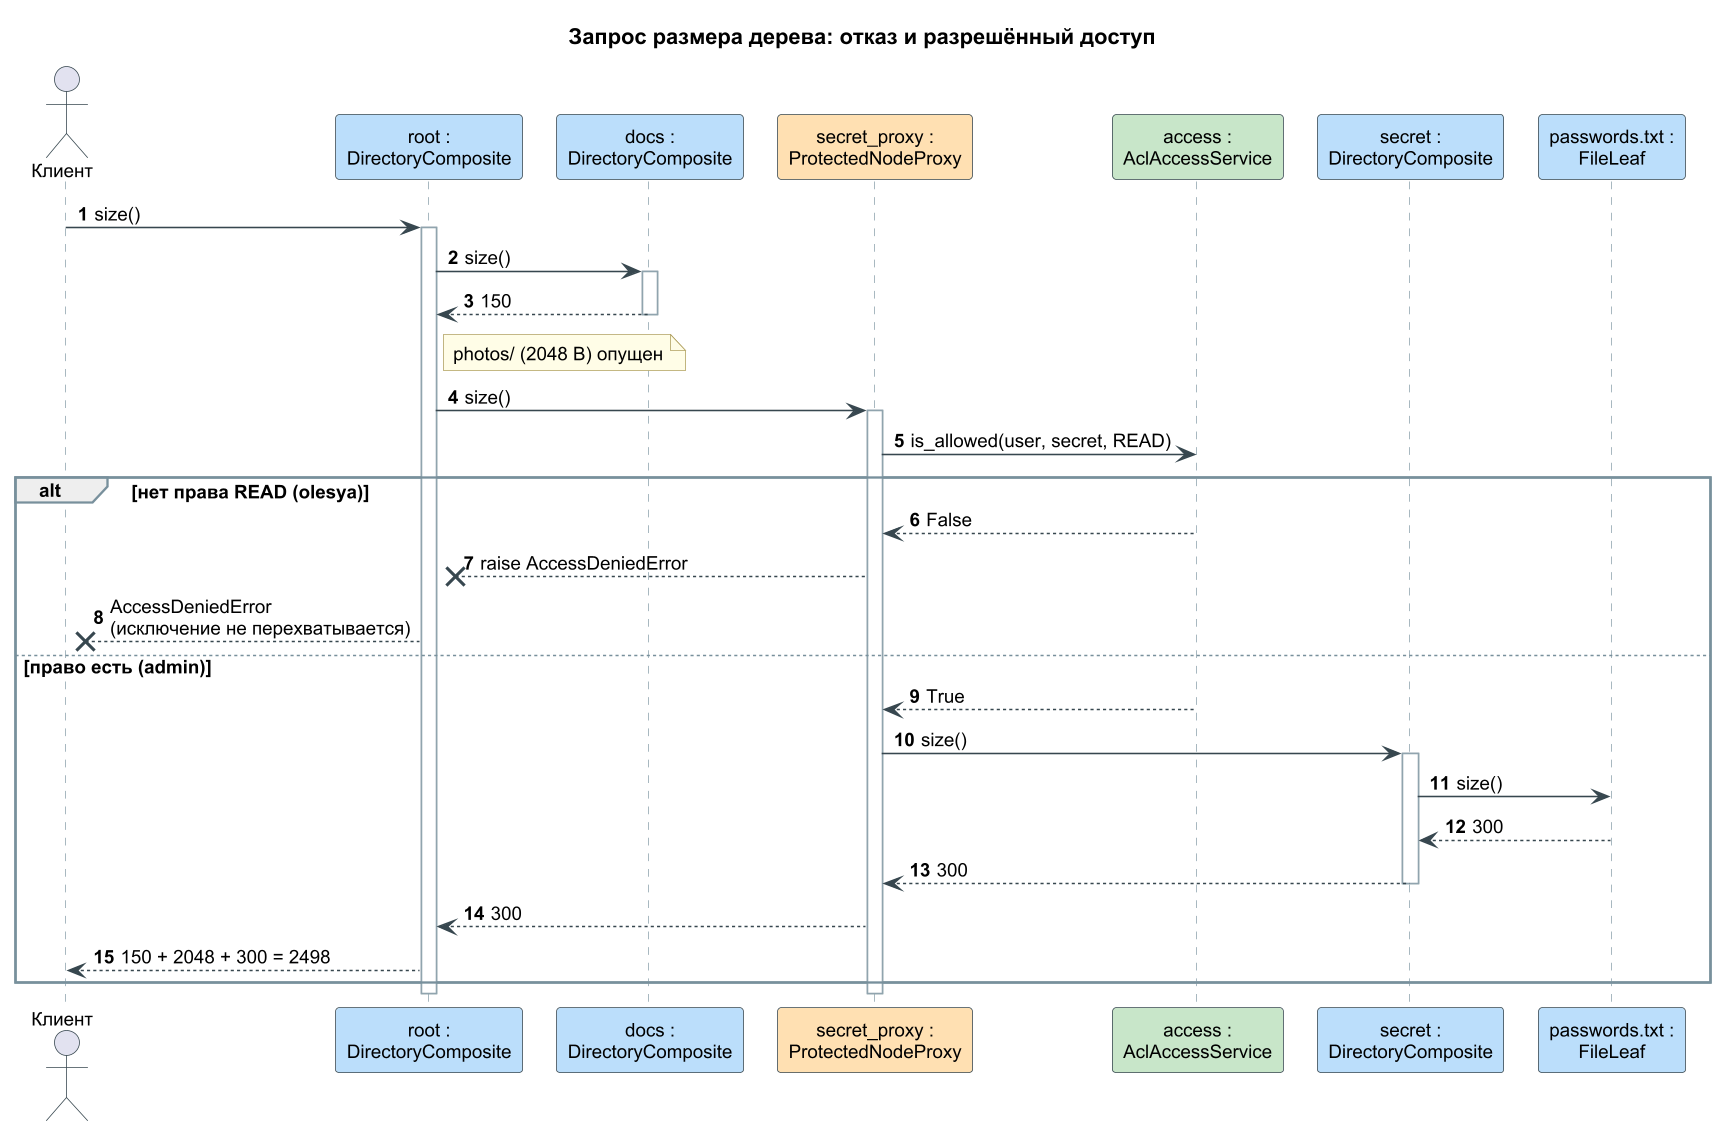 Запрос размера дерева: отказ и разрешённый доступ
Клиент
root :
DirectoryComposite
docs :
DirectoryComposite
secret_proxy :
ProtectedNodeProxy
access :
AclAccessService
secret :
DirectoryComposite
passwords.txt :
FileLeaf
1 size()
2 size()
3 150
photos/ (2048 B) опущен
4 size()
5 is_allowed(user, secret, READ)
alt [нет права READ (olesya)]
6 False
7 raise AccessDeniedError
8 AccessDeniedError
(исключение не перехватывается)
[право есть (admin)]
9 True
10 size()
11 size()
12 300
13 300
14 300
15 150 + 2048 + 300 = 2498
Клиент
root :
DirectoryComposite
docs :
DirectoryComposite
secret_proxy :
ProtectedNodeProxy
access :
AclAccessService
secret :
DirectoryComposite
passwords.txt :
FileLeaf